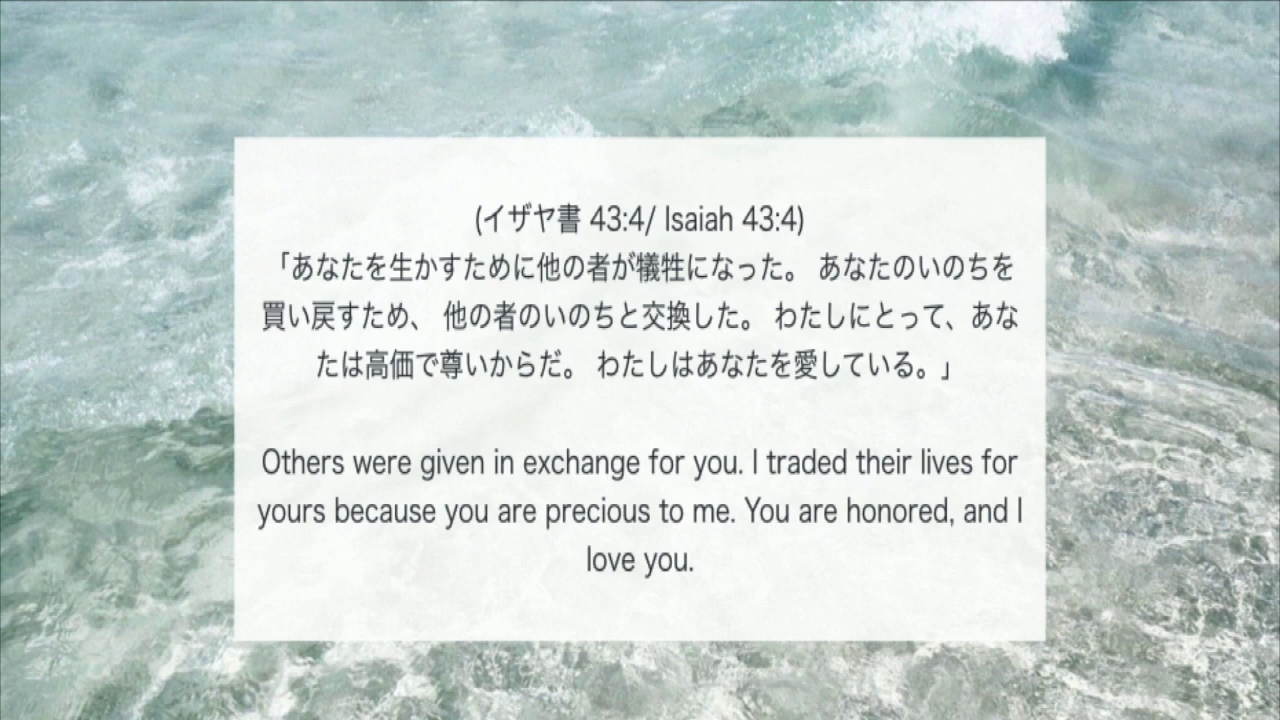 (イザヤ書 43:4/ Isaiah 43:4)
「あなたを生かすために他の者が犠牲になった。 あなたのいのちを
買い戻すため、 他の者のいのちと交換した。 わたしにとって、あな
たは高価で尊いからだ。 わたしはあなたを愛している。」
Others were given in exchange for you. I traded their lives for
yours because you are precious to me. You are honored, and I
love you.